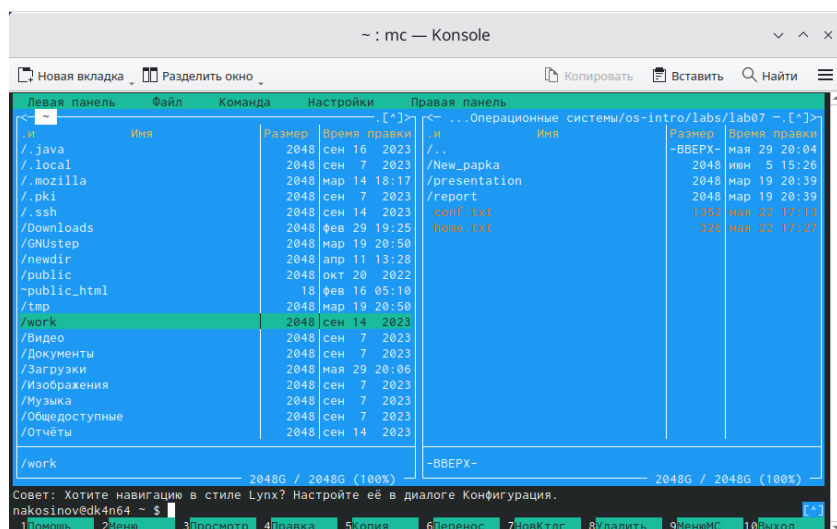 ~ : mc — Konsole
Новая вкладка Разделить окно Копировать Вставить Найти
Левая панель Файл Команда Настройки Правая панель
<─ ~ .[^]>
.и Имя Размер Время правки
/.java 2048 сен 16 2023
/.local 2048 сен 7 2023
/.mozilla 2048 мар 14 18:17
/.pki 2048 сен 7 2023
/.ssh 2048 сен 14 2023
/Downloads 2048 фев 29 19:25
/GNUstep 2048 мар 19 20:50
/newdir 2048 апр 11 13:28
/public 2048 окт 20 2022
~public_html 18 фев 16 05:10
/tmp 2048 мар 19 20:50
/work 2048 сен 14 2023
/Видео 2048 сен 7 2023
/Документы 2048 сен 7 2023
/Загрузки 2048 мая 29 20:06
/Изображения 2048 сен 7 2023
/Музыка 2048 сен 7 2023
/Общедоступные 2048 сен 7 2023
/Отчёты 2048 сен 14 2023
/work
2048G / 2048G (100%)
<─ ...Операционные системы/os-intro/labs/lab07 ─.[^]>
.и Имя Размер Время правки
/.. -ВВЕРХ- мая 29 20:04
/New_papka 2048 июн 5 15:26
/presentation 2048 мар 19 20:39
/report 2048 мар 19 20:39
conf.txt 1352 мая 22 17:13
home.txt 326 мая 22 17:27
-ВВЕРХ-
2048G / 2048G (100%)
Совет: Хотите навигацию в стиле Lynx? Настройте её в диалоге Конфигурация.
nakosinov@dk4n64 ~ $ [^]
1Помощь 2Меню 3Просмотр 4Правка 5Копия 6Перенос 7НовКтлг 8Удалить 9МенюMC 10Выход